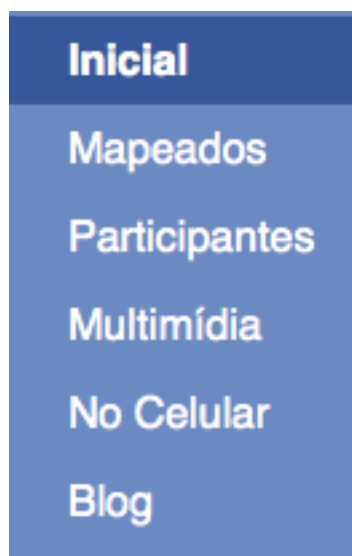 Inicial
Mapeados
Participantes
Multimídia
No Celular
Blog